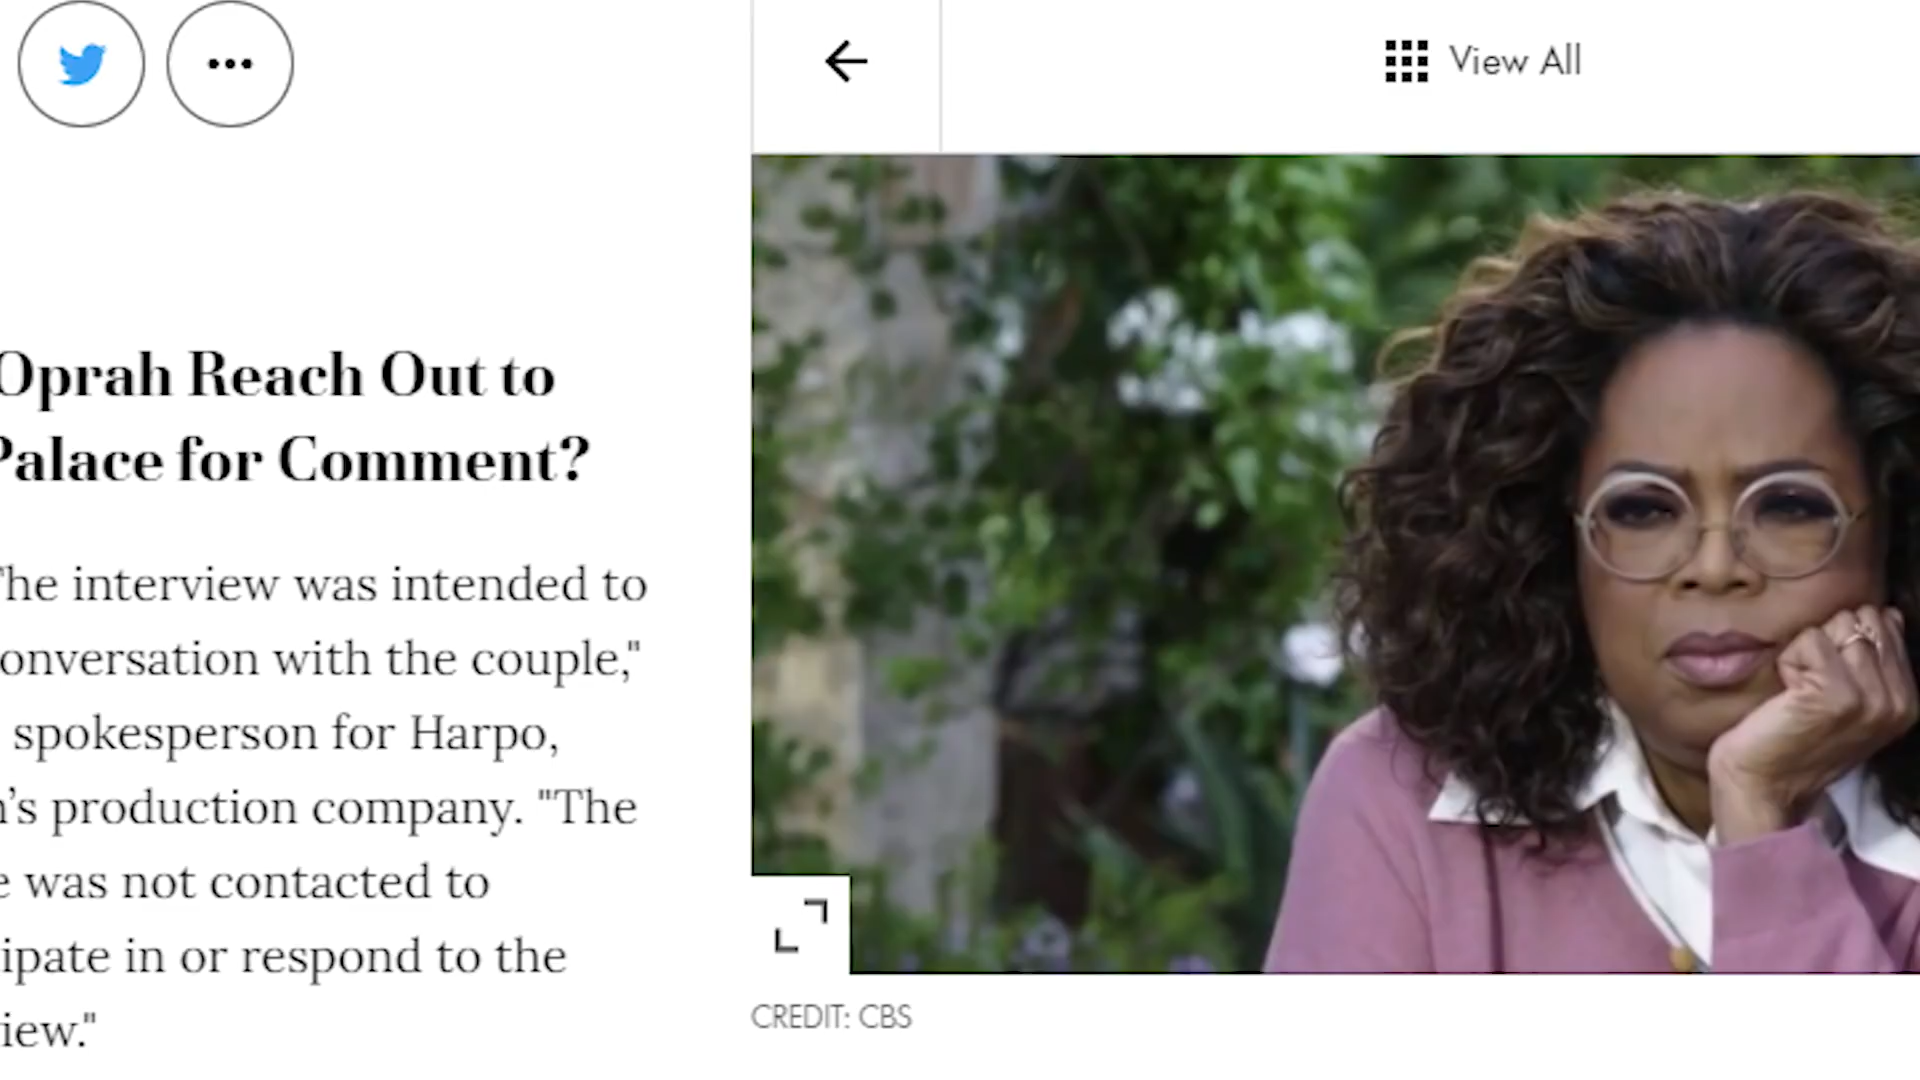 View All
Oprah Reach Out to
Palace for Comment?
The interview was intended to
onversation with the couple,"
spokesperson for Harpo,
's production company. "The
e was not contacted to
ipate in or respond to the
iew."
CREDIT: CBS